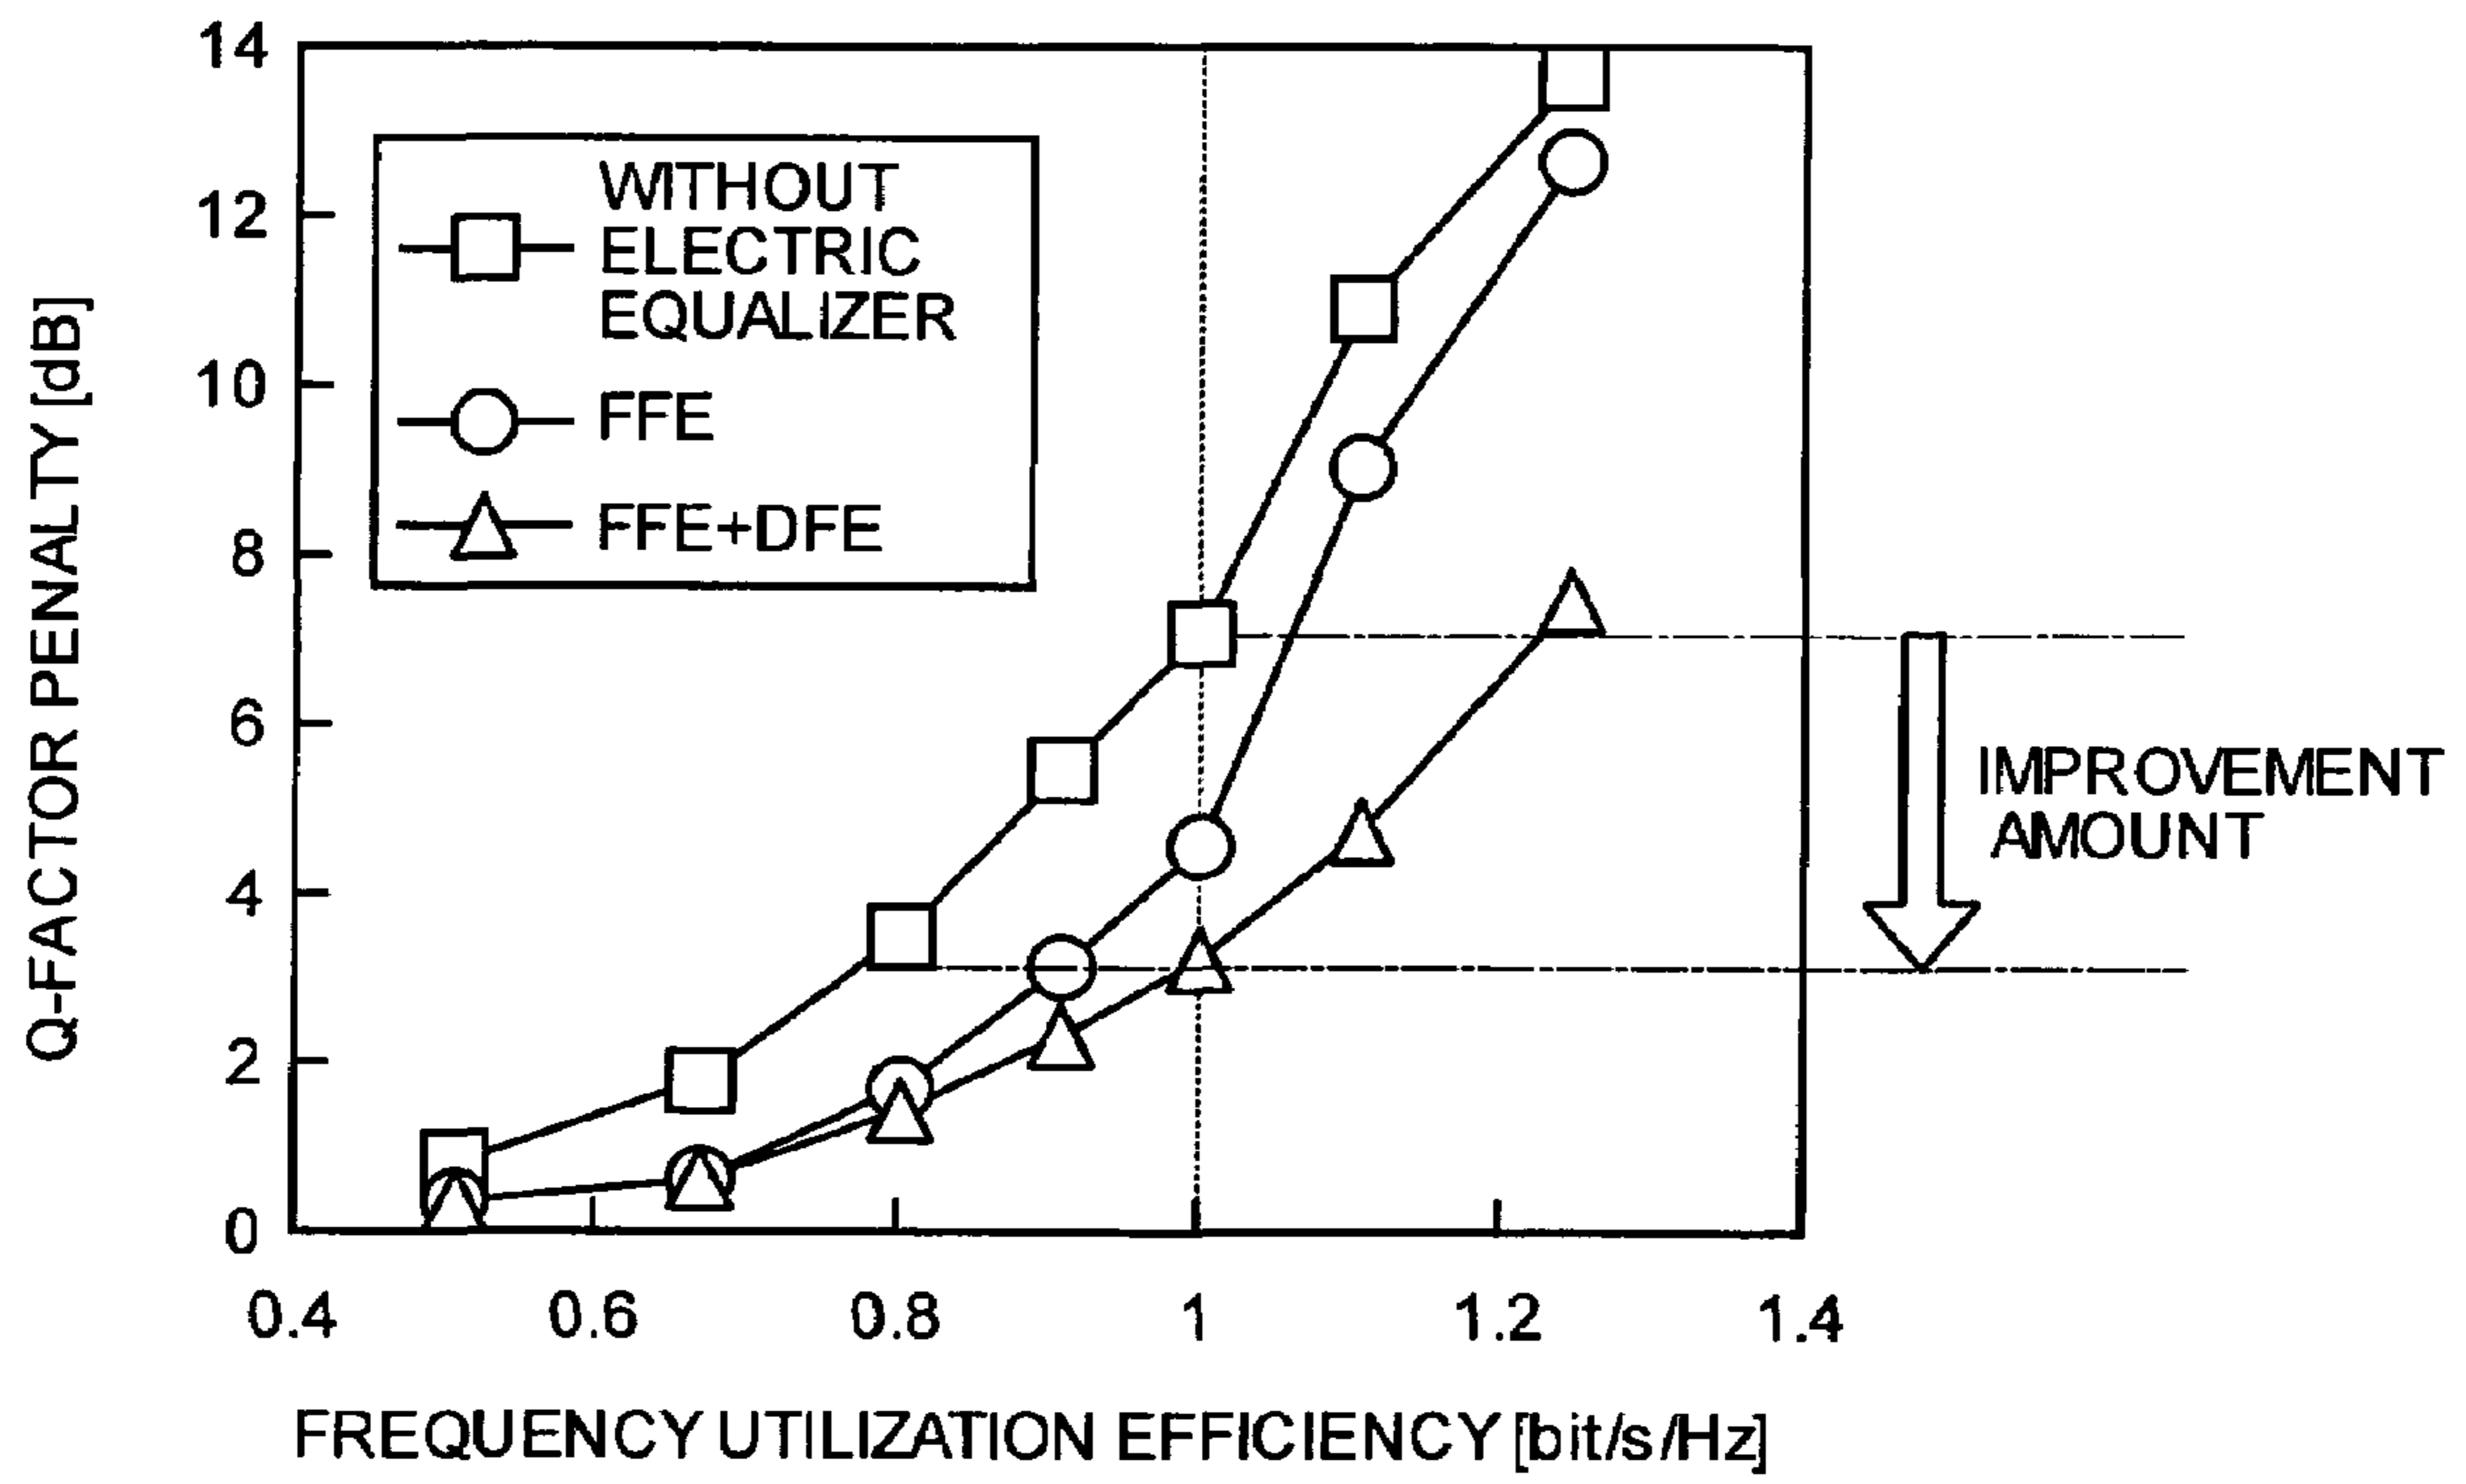 14
12
10
8
6
4
2
0
Q-FACTOR PENALTY [dB]
WITHOUT
ELECTRIC
EQUALIZER
FFE
FFE+DFE
IMPROVEMENT
AMOUNT
0.4 0.6 0.8 1 1.2 1.4
FREQUENCY UTILIZATION EFFICIENCY [bit/s/Hz]